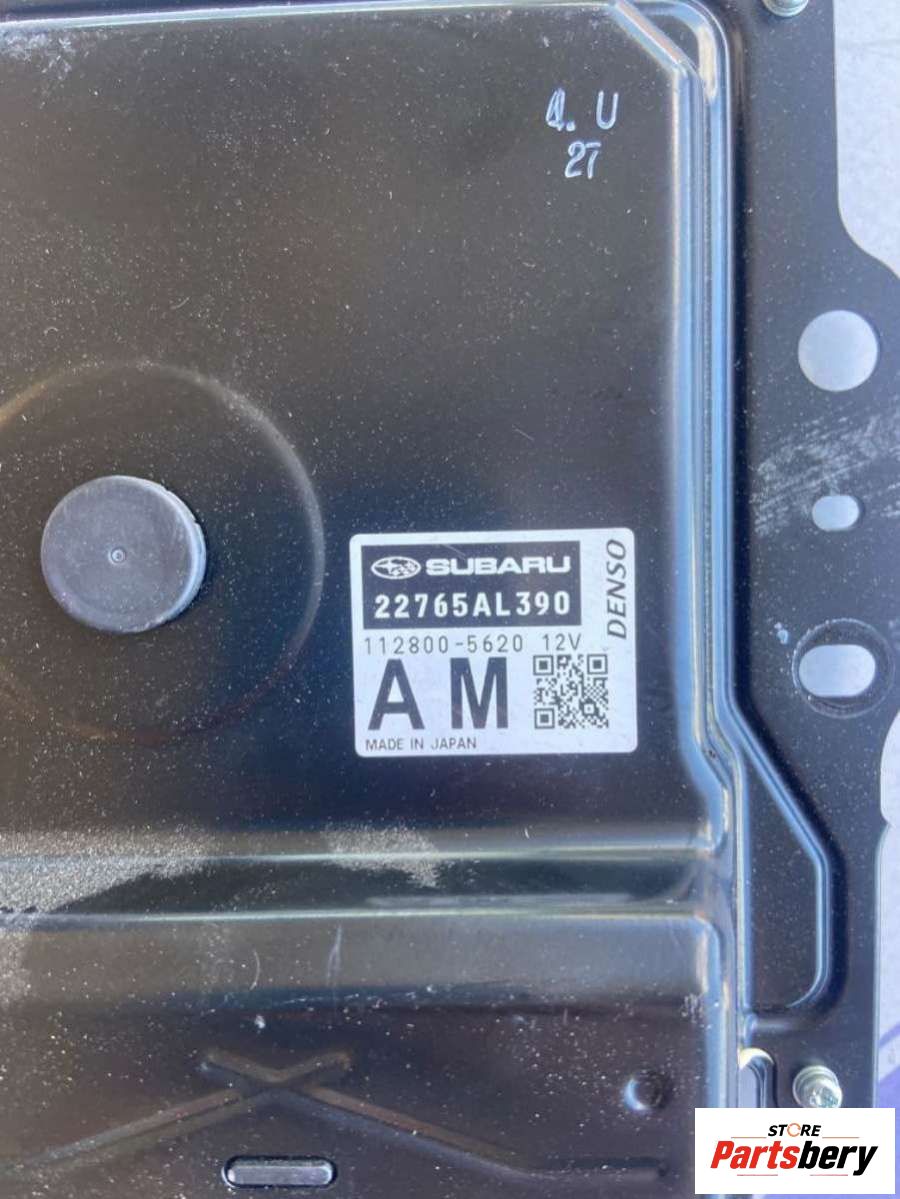 4. U
27
SUBARU
22765AL390
DENSO
112800-5620 12V
A M
MADE IN JAPAN
STORE
Partsbery